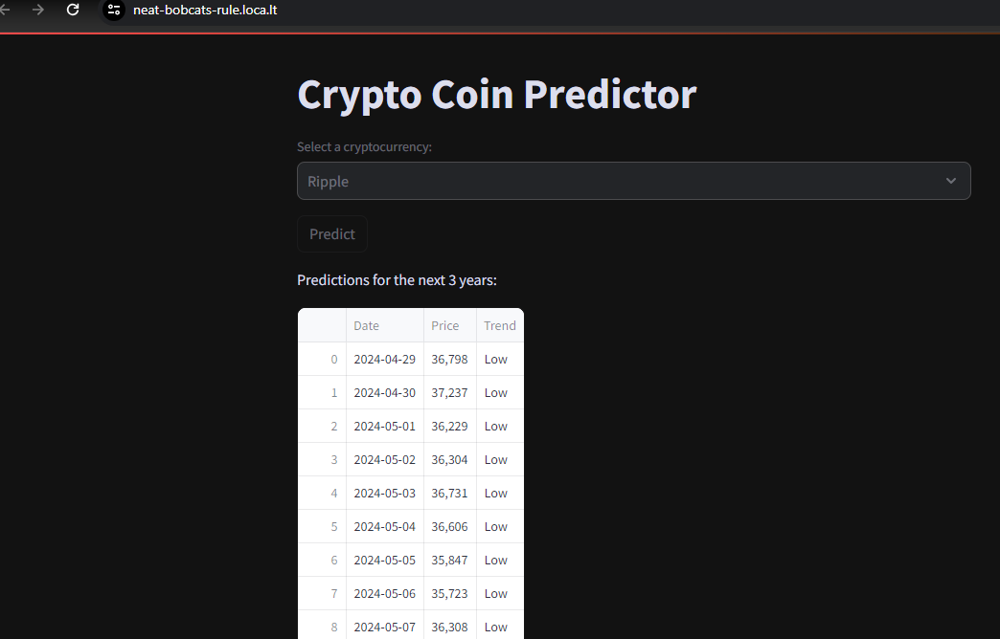 neat-bobcats-rule.loca.lt
Crypto Coin Predictor
Select a cryptocurrency:
Ripple
Predict
Predictions for the next 3 years:
Date Price Trend
0 2024-04-29 36,798 Low
1 2024-04-30 37,237 Low
2 2024-05-01 36,229 Low
3 2024-05-02 36,304 Low
4 2024-05-03 36,731 Low
5 2024-05-04 36,606 Low
6 2024-05-05 35,847 Low
7 2024-05-06 35,723 Low
8 2024-05-07 36,308 Low